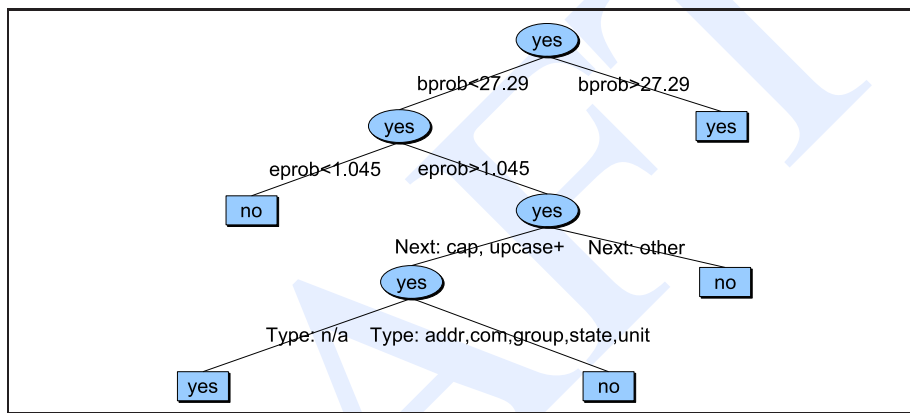 yes
bprob<27.29 bprob>27.29
yes yes
eprob<1.045 eprob>1.045
no yes
Next: cap, upcase+ Next: other
yes no
Type: n/a Type: addr,com,group,state,unit
yes no